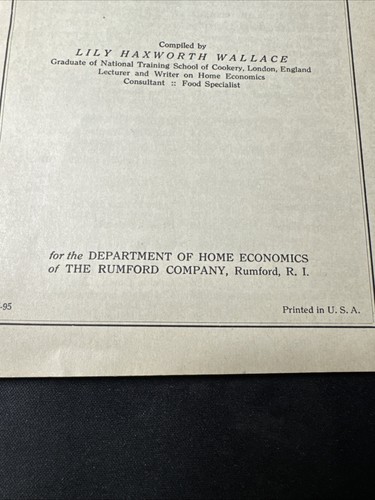 Compiled by
LILY HAXWORTH WALLACE
Graduate of National Training School of Cookery, London, England
Lecturer and Writer on Home Economics
Consultant :: Food Specialist
for the DEPARTMENT OF HOME ECONOMICS
of THE RUMFORD COMPANY, Rumford, R. I.
-95
Printed in U. S. A.